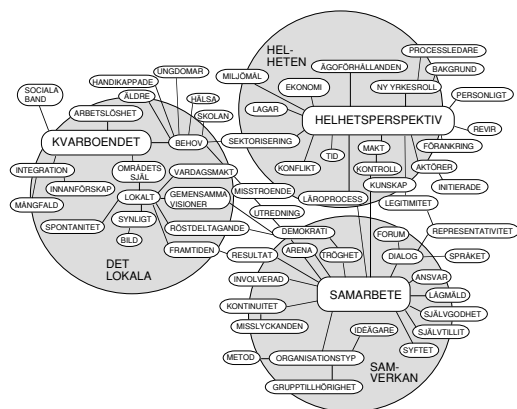 HEL-
HETEN
PROCESSLEDARE
ÄGOFÖRHÅLLANDEN
BAKGRUND
UNGDOMAR
MILJÖMÅL
HANDIKAPPADE
EKONOMI
NY YRKESROLL
SOCIALA
BAND
ÄLDRE
HÄLSA
PERSONLIGT
ARBETSLÖSHET
LAGAR
SKOLAN
HELHETSPERSPEKTIV
REVIR
KVARBOENDET
BEHOV
SEKTORISERING
MAKT
FÖRANKRING
TID
INTEGRATION
OMRÅDETS
SJÄL
VARDAGSMAKT
KONFLIKT
KONTROLL
AKTÖRER
INNANFÖRSKAP
KUNSKAP
INITIERADE
MISSTROENDE
LOKALT
GEMENSAMMA
VISIONER
LÄROPROCESS
LEGITIMITET
MÅNGFALD
UTREDNING
SYNLIGT
SPONTANITET
RÖSTDELTAGANDE
DEMOKRATI
FORUM
REPRESENTATIVITET
BILD
ARENA
DIALOG
FRAMTIDEN
RESULTAT
TRÖGHET
SPRÅKET
DET
LOKALA
INVOLVERAD
ANSVAR
SAMARBETE
LÅGMÄLD
KONTINUITET
SJÄLVGODHET
MISSLYCKANDEN
IDÉÄGARE
SJÄLVTILLIT
SYFTET
METOD
ORGANISATIONSTYP
SAM-
VERKAN
GRUPPTILLHÖRIGHET